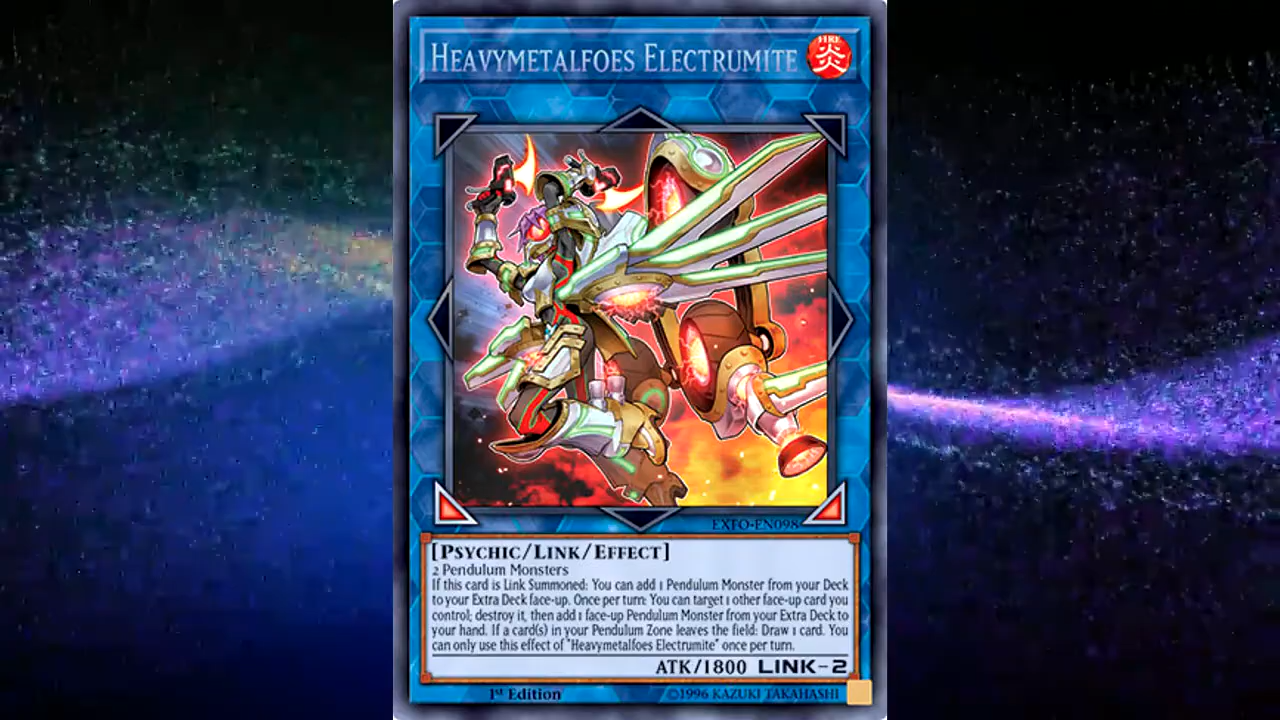 HEAVYMETALFOES ELECTRUMITE
FIRE
炎
EXFO-EN098
[PSYCHIC/LINK/EFFECT]
2 Pendulum Monsters
If this card is Link Summoned: You can add 1 Pendulum Monster from your Deck
to your Extra Deck face-up. Once per turn: You can target 1 other face-up card you
control; destroy it, then add 1 face-up Pendulum Monster from your Extra Deck to
your hand. If a card(s) in your Pendulum Zone leaves the field: Draw 1 card. You
can only use this effect of "Heavymetalfoes Electrumite" once per turn.
ATK/1800 LINK-2
1st Edition
©1996 KAZUKI TAKAHASHI